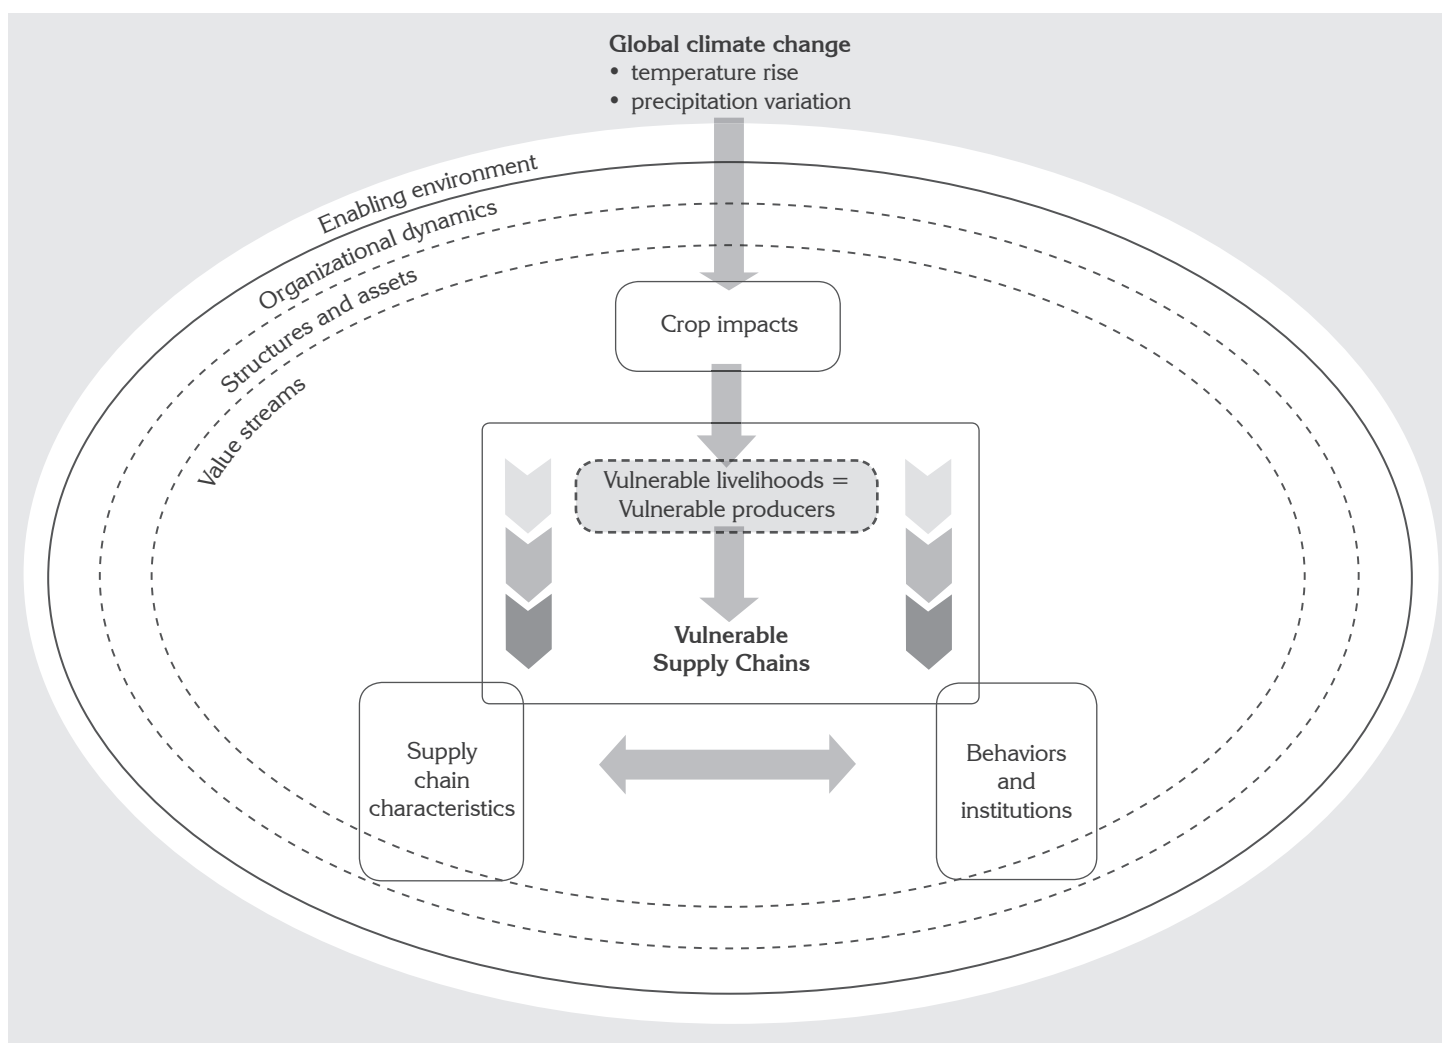 Global climate change
• temperature rise
• precipitation variation
Enabling environment
Organizational dynamics
Structures and assets
Value streams
Crop impacts
Vulnerable livelihoods =
Vulnerable producers
Vulnerable
Supply Chains
Supply
chain
characteristics
Behaviors
and
institutions